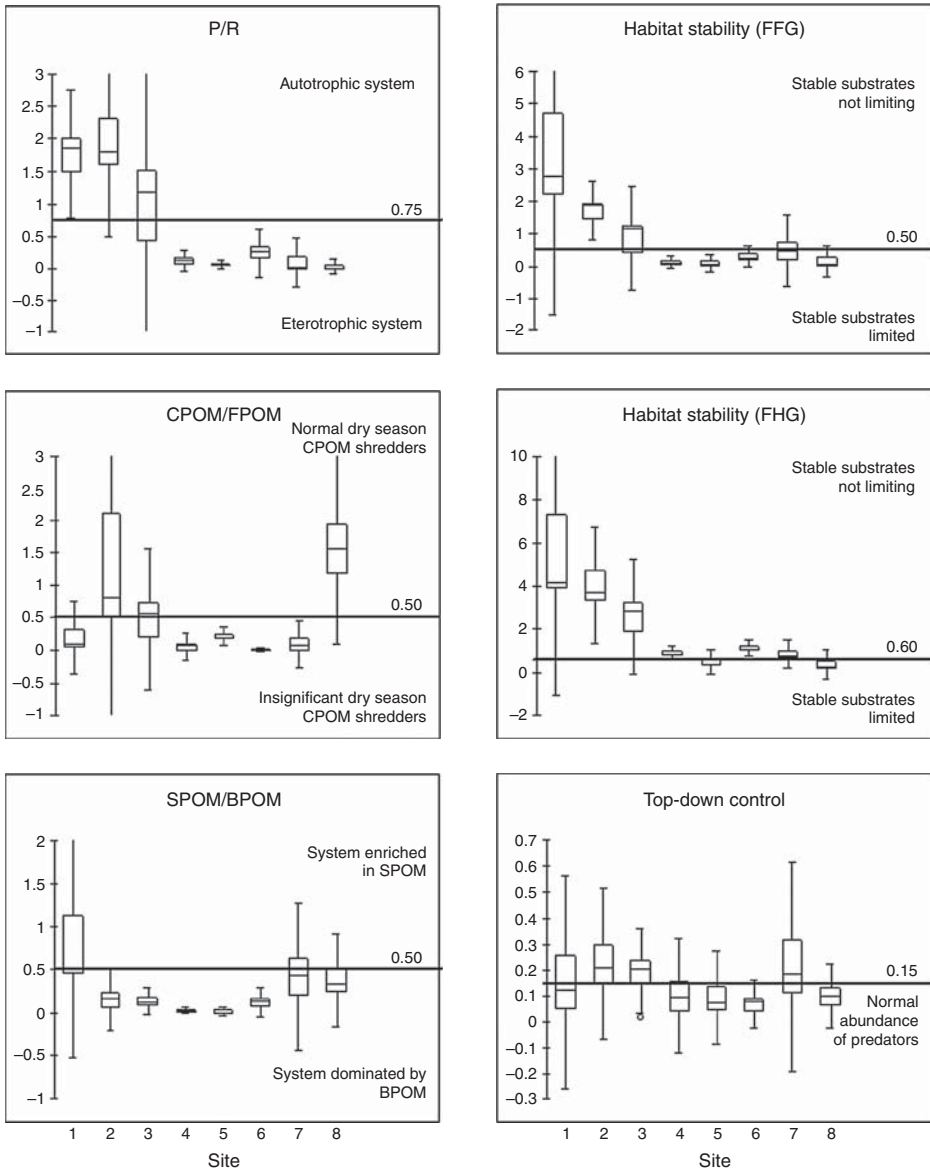 P/R
3
2.5
2
1.5
1
0.5
0
–0.5
–1
Autotrophic system
0.75
Eterotrophic system
Habitat stability (FFG)
6
5
4
3
2
1
0
–1
–2
Stable substrates
not limiting
0.50
Stable substrates
limited
CPOM/FPOM
3
2.5
2
1.5
1
0.5
0
–0.5
–1
Normal dry season
CPOM shredders
0.50
Insignificant dry season
CPOM shredders
Habitat stability (FHG)
10
8
6
4
2
0
–2
Stable substrates
not limiting
0.60
Stable substrates
limited
SPOM/BPOM
2
1.5
1
0.5
0
–0.5
–1
System enriched
in SPOM
0.50
System dominated by
BPOM
1 2 3 4 5 6 7 8
Site
Top-down control
0.7
0.6
0.5
0.4
0.3
0.2
0.1
0
–0.1
–0.2
–0.3
0.15
Normal
abundance
of predators
1 2 3 4 5 6 7 8
Site